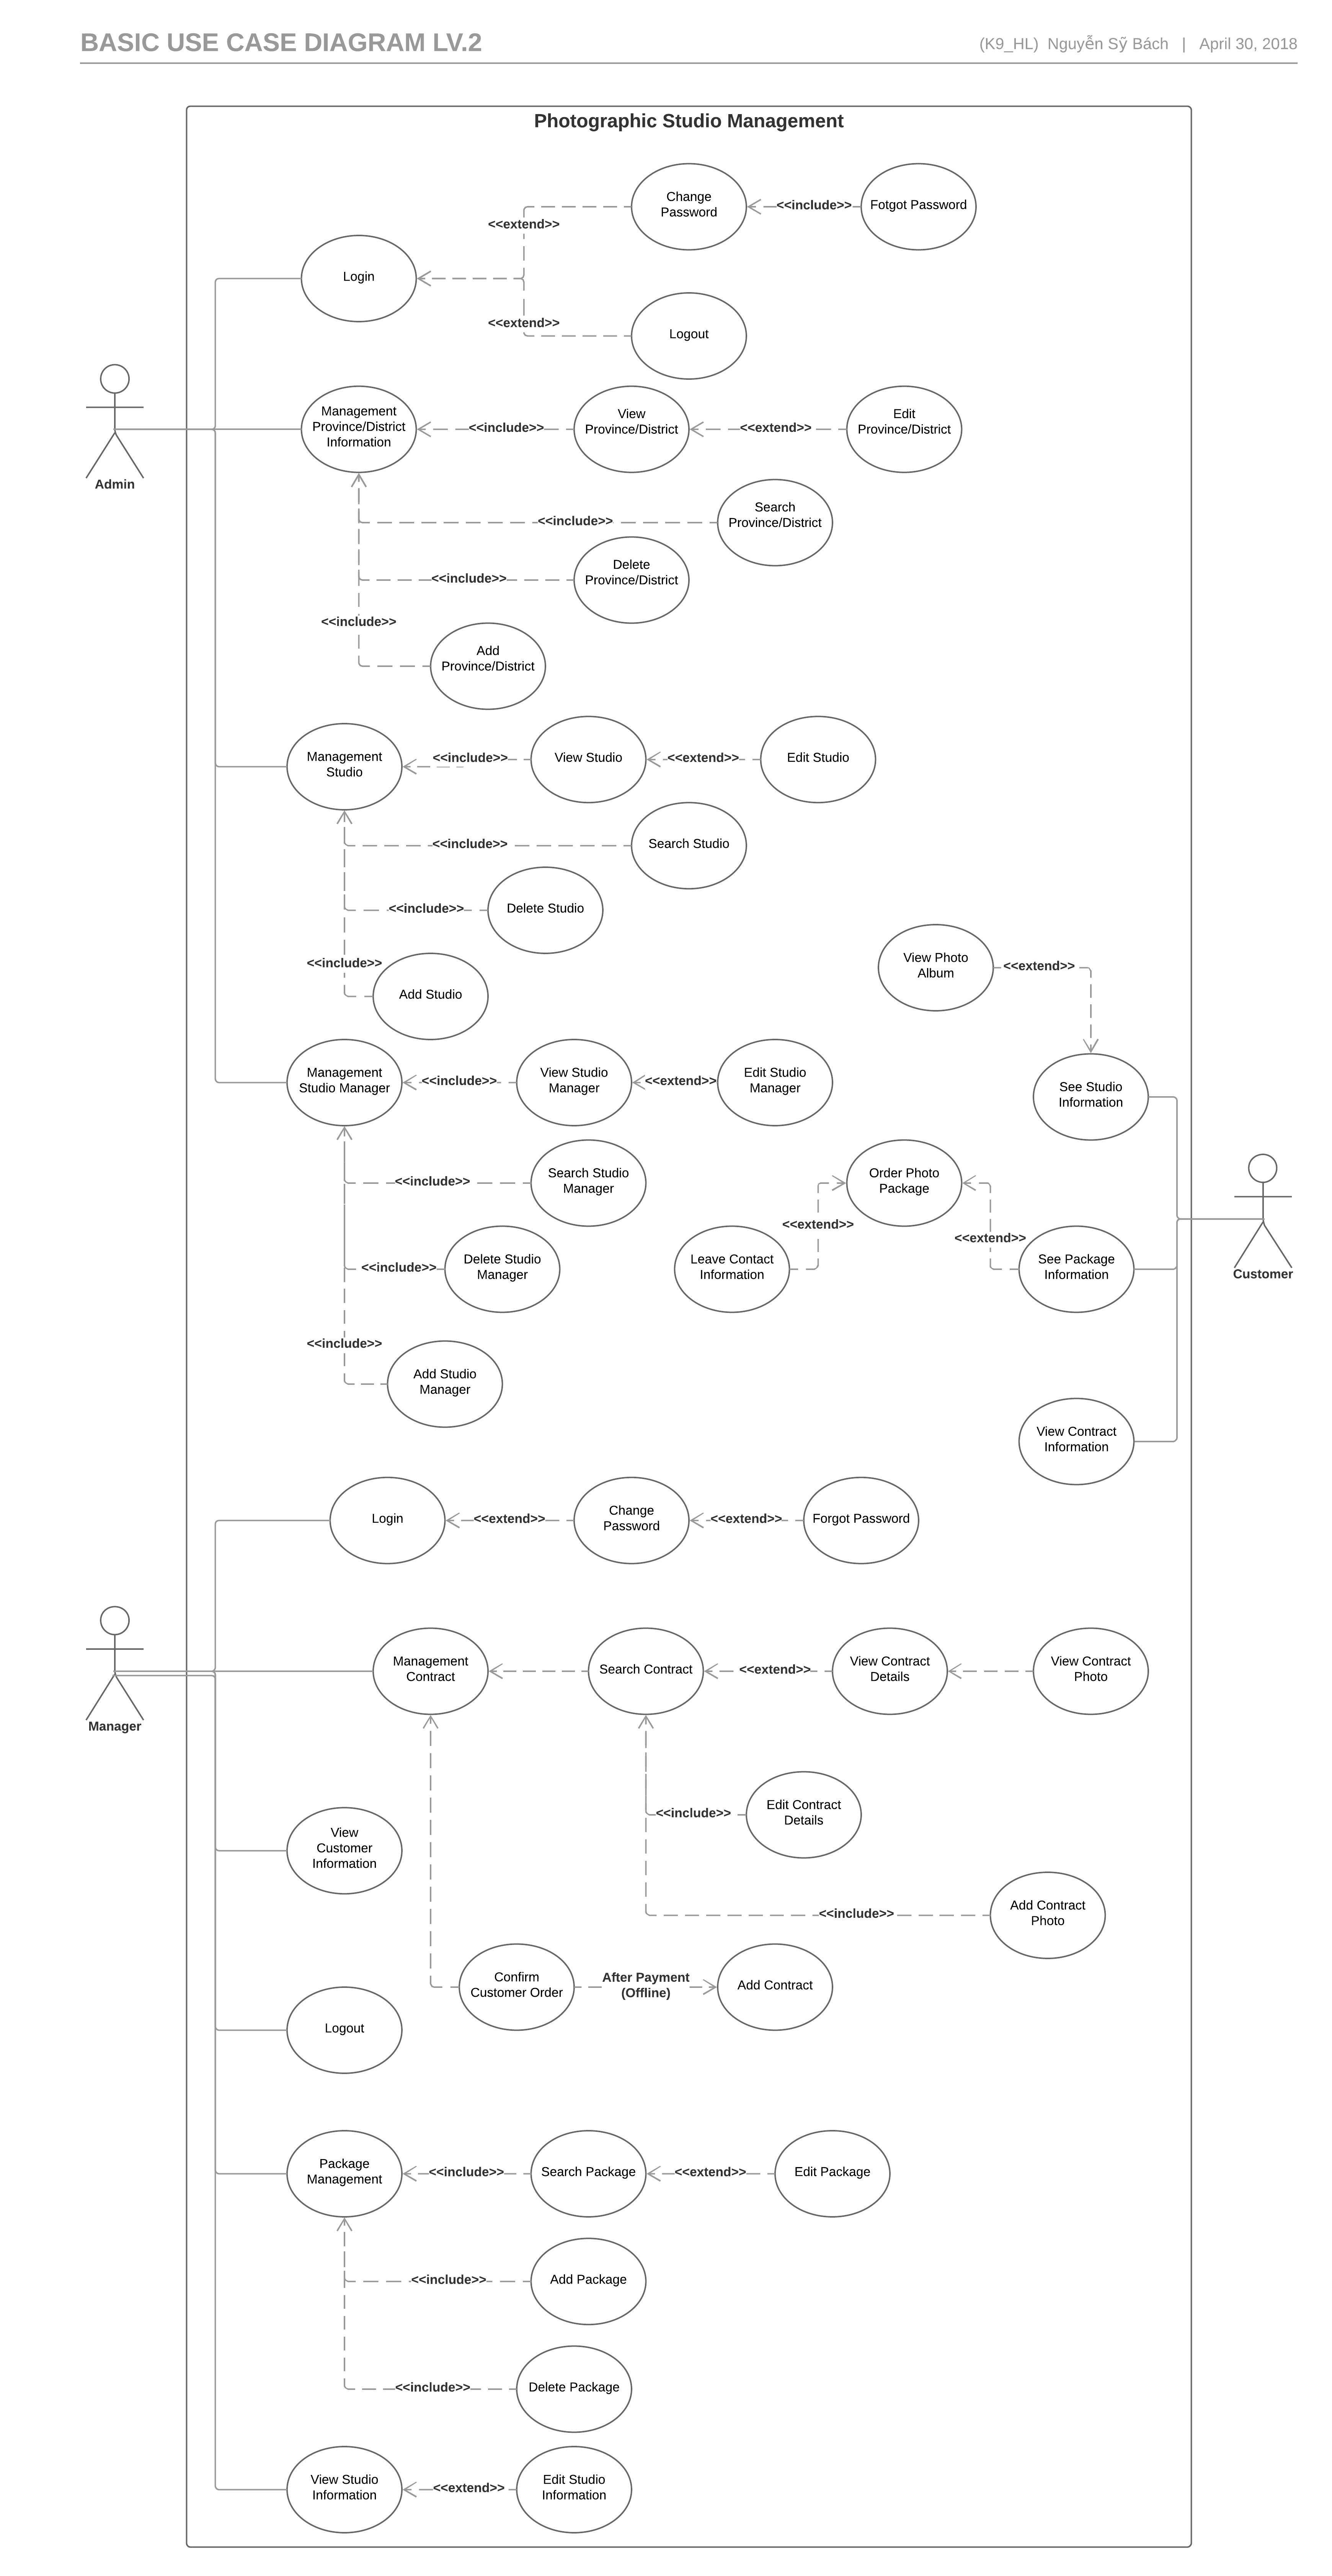 BASIC USE CASE DIAGRAM LV.2
(K9_HL) Nguyễn Sỹ Bách | April 30, 2018
Photographic Studio Management
Change
Password
<<include>>
Fotgot Password
<<extend>>
Login
<<extend>>
Logout
Admin
Management
Province/District
Information
<<include>>
View
Province/District
<<extend>>
Edit
Province/District
<<include>>
Search
Province/District
<<include>>
Delete
Province/District
<<include>>
Add
Province/District
Management
Studio
<<include>>
View Studio
<<extend>>
Edit Studio
<<include>>
Search Studio
<<include>>
Delete Studio
<<include>>
Add Studio
View Photo
Album
<<extend>>
Management
Studio Manager
<<include>>
View Studio
Manager
<<extend>>
Edit Studio
Manager
See Studio
Information
<<include>>
Search Studio
Manager
Order Photo
Package
<<extend>>
<<extend>>
<<include>>
Delete Studio
Manager
Leave Contact
Information
See Package
Information
Customer
<<include>>
Add Studio
Manager
View Contract
Information
Login
<<extend>>
Change
Password
<<extend>>
Forgot Password
Manager
Management
Contract
Search Contract
<<extend>>
View Contract
Details
View Contract
Photo
<<include>>
Edit Contract
Details
View
Customer
Information
<<include>>
Add Contract
Photo
Confirm
Customer Order
After Payment
(Offline)
Add Contract
Logout
Package
Management
<<include>>
Search Package
<<extend>>
Edit Package
<<include>>
Add Package
<<include>>
Delete Package
View Studio
Information
<<extend>>
Edit Studio
Information